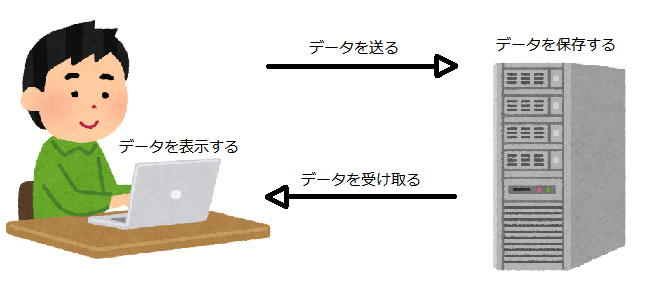 データを送る
データを保存する
データを表示する
データを受け取る